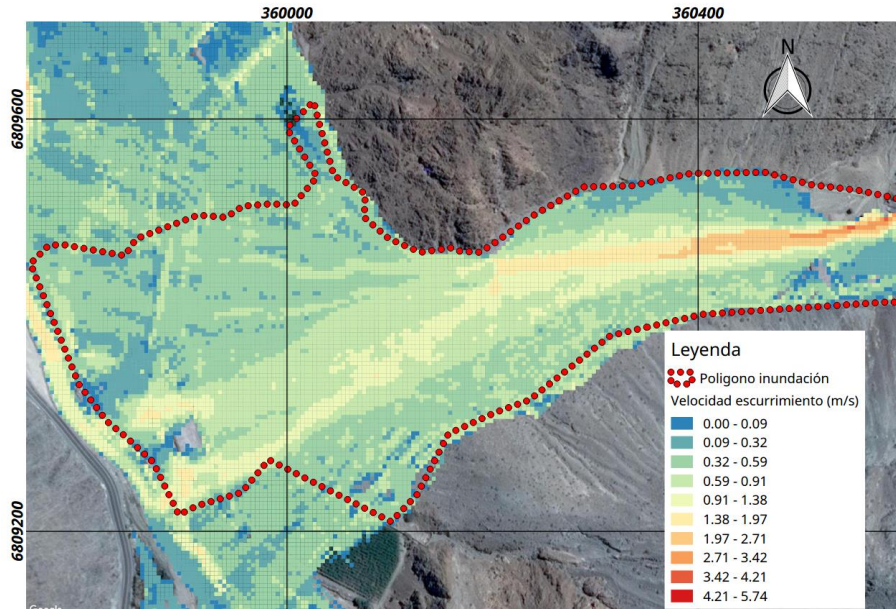 360000
360400
N
6809600
Leyenda
Poligono inundación
Velocidad escurrimiento (m/s)
0.00 - 0.09
0.09 - 0.32
0.32 - 0.59
0.59 - 0.91
0.91 - 1.38
1.38 - 1.97
1.97 - 2.71
2.71 - 3.42
3.42 - 4.21
4.21 - 5.74
6809200